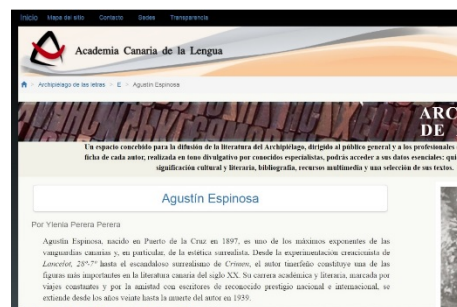 Inicio Mapa del sitio Contacto Sedes Transparencia
Academia Canaria de la Lengua
> Archipiélago de las letras > E > Agustín Espinosa
ARC
DE
Un espacio concebido para la difusión de la literatura del Archipiélago, dirigido al público general y a los profesionales
ficha de cada autor, realizada en tono divulgativo por conocidos especialistas, podrás acceder a sus datos esenciales: qui
significación cultural y literaria, bibliografía, recursos multimedia y una selección de sus textos.
Agustín Espinosa
Por Ylenia Perera Perera
Agustín Espinosa, nacido en Puerto de la Cruz en 1897, es uno de los máximos exponentes de las
vanguardias canarias y, en particular, de la estética surrealista. Desde la experimentación creacionista de
Lancelot, 28º-7º hasta el escandaloso surrealismo de Crimen, el autor tinerfeño constituye una de las
figuras más importantes en la literatura canaria del siglo XX. Su carrera académica y literaria, marcada por
viajes constantes y por la amistad con escritores de reconocido prestigio nacional e internacional, se
extiende desde los años veinte hasta la muerte del autor en 1939.